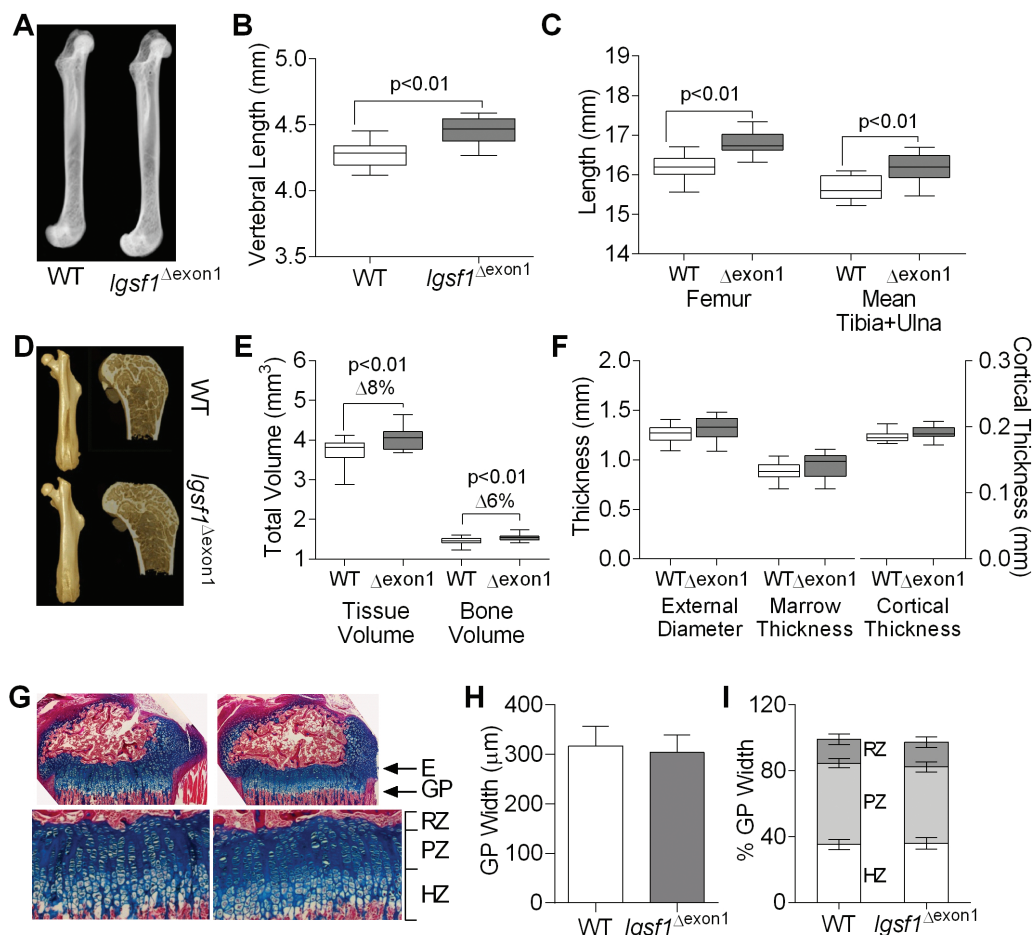 A
WT
Igsf1Δexon1
B
Vertebral Length (mm)
5.0
4.5
4.0
3.5
p<0.01
WT
Igsf1Δexon1
C
Length (mm)
19
18
17
16
15
14
p<0.01
p<0.01
WT Δexon1
WT Δexon1
Femur
Mean
Tibia+Ulna
D
WT
Igsf1Δexon1
E
Total Volume (mm³)
6
5
4
3
2
1
p<0.01
Δ8%
p<0.01
Δ6%
WT Δexon1
WT Δexon1
Tissue
Volume
Bone
Volume
F
Thickness (mm)
2.0
1.5
1.0
0.5
0.0
0.3
0.2
0.1
0.0
Cortical Thickness (mm)
WTΔexon1
WTΔexon1
WTΔexon1
External
Diameter
Marrow
Thickness
Cortical
Thickness
G
E
GP
RZ
PZ
HZ
H
GP Width (µm)
400
300
200
100
0
WT
Igsf1Δexon1
I
% GP Width
120
80
40
0
RZ
PZ
HZ
WT
Igsf1Δexon1